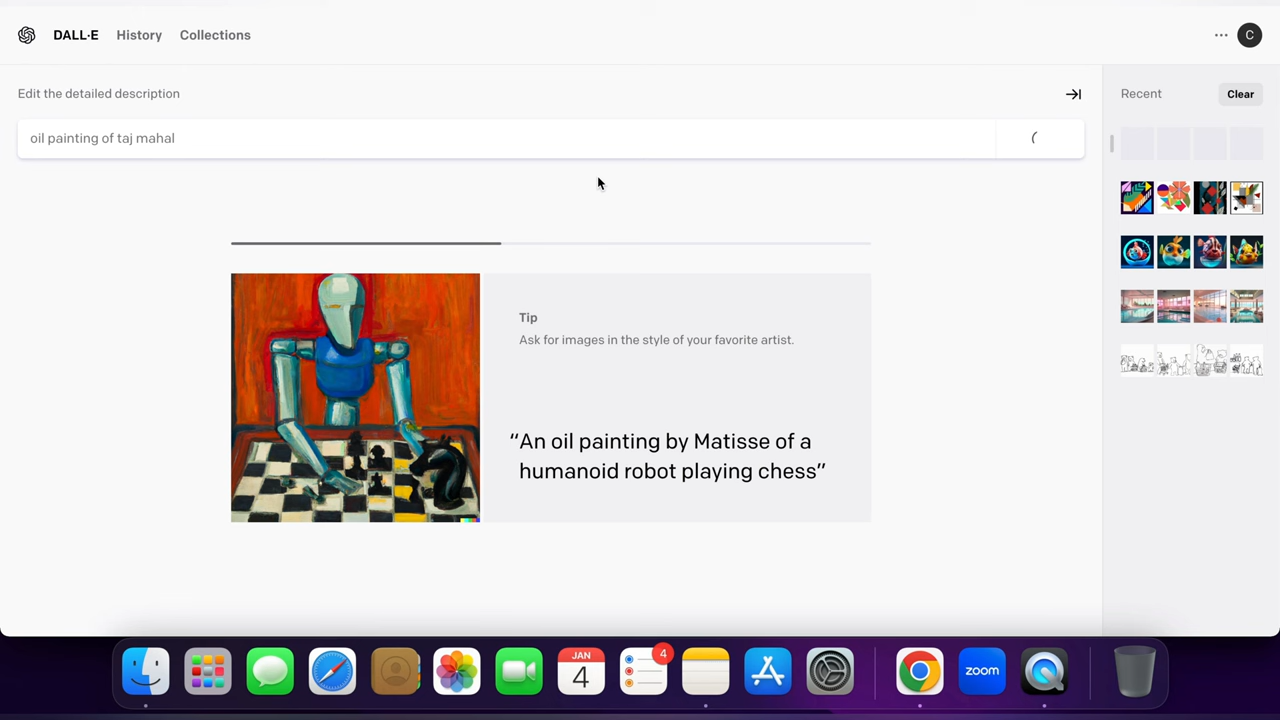 DALL·E History Collections
C
Edit the detailed description
Recent Clear
oil painting of taj mahal
Tip
Ask for images in the style of your favorite artist.
“An oil painting by Matisse of a
humanoid robot playing chess”
JAN
4
4
zoom